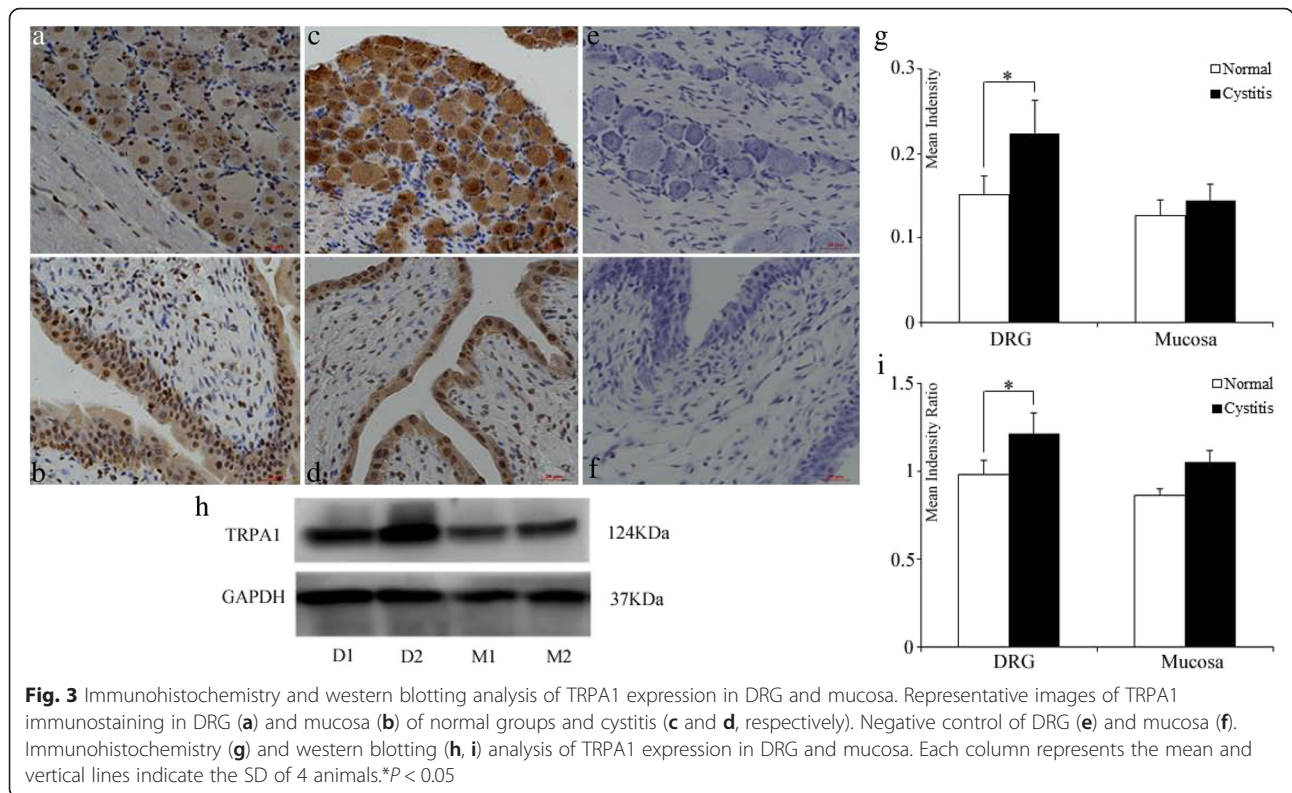 a
c
e
b
d
f
g
Mean Indensity
0.3
0.2
0.1
0
*
Normal
Cystitis
DRG
Mucosa
h
TRPA1
124KDa
GAPDH
37KDa
D1
D2
M1
M2
i
Mean Indensity Ratio
1.5
1
0.5
0
*
Normal
Cystitis
DRG
Mucosa
Fig. 3 Immunohistochemistry and western blotting analysis of TRPA1 expression in DRG and mucosa. Representative images of TRPA1
immunostaining in DRG (a) and mucosa (b) of normal groups and cystitis (c and d, respectively). Negative control of DRG (e) and mucosa (f).
Immunohistochemistry (g) and western blotting (h, i) analysis of TRPA1 expression in DRG and mucosa. Each column represents the mean and
vertical lines indicate the SD of 4 animals.*P < 0.05